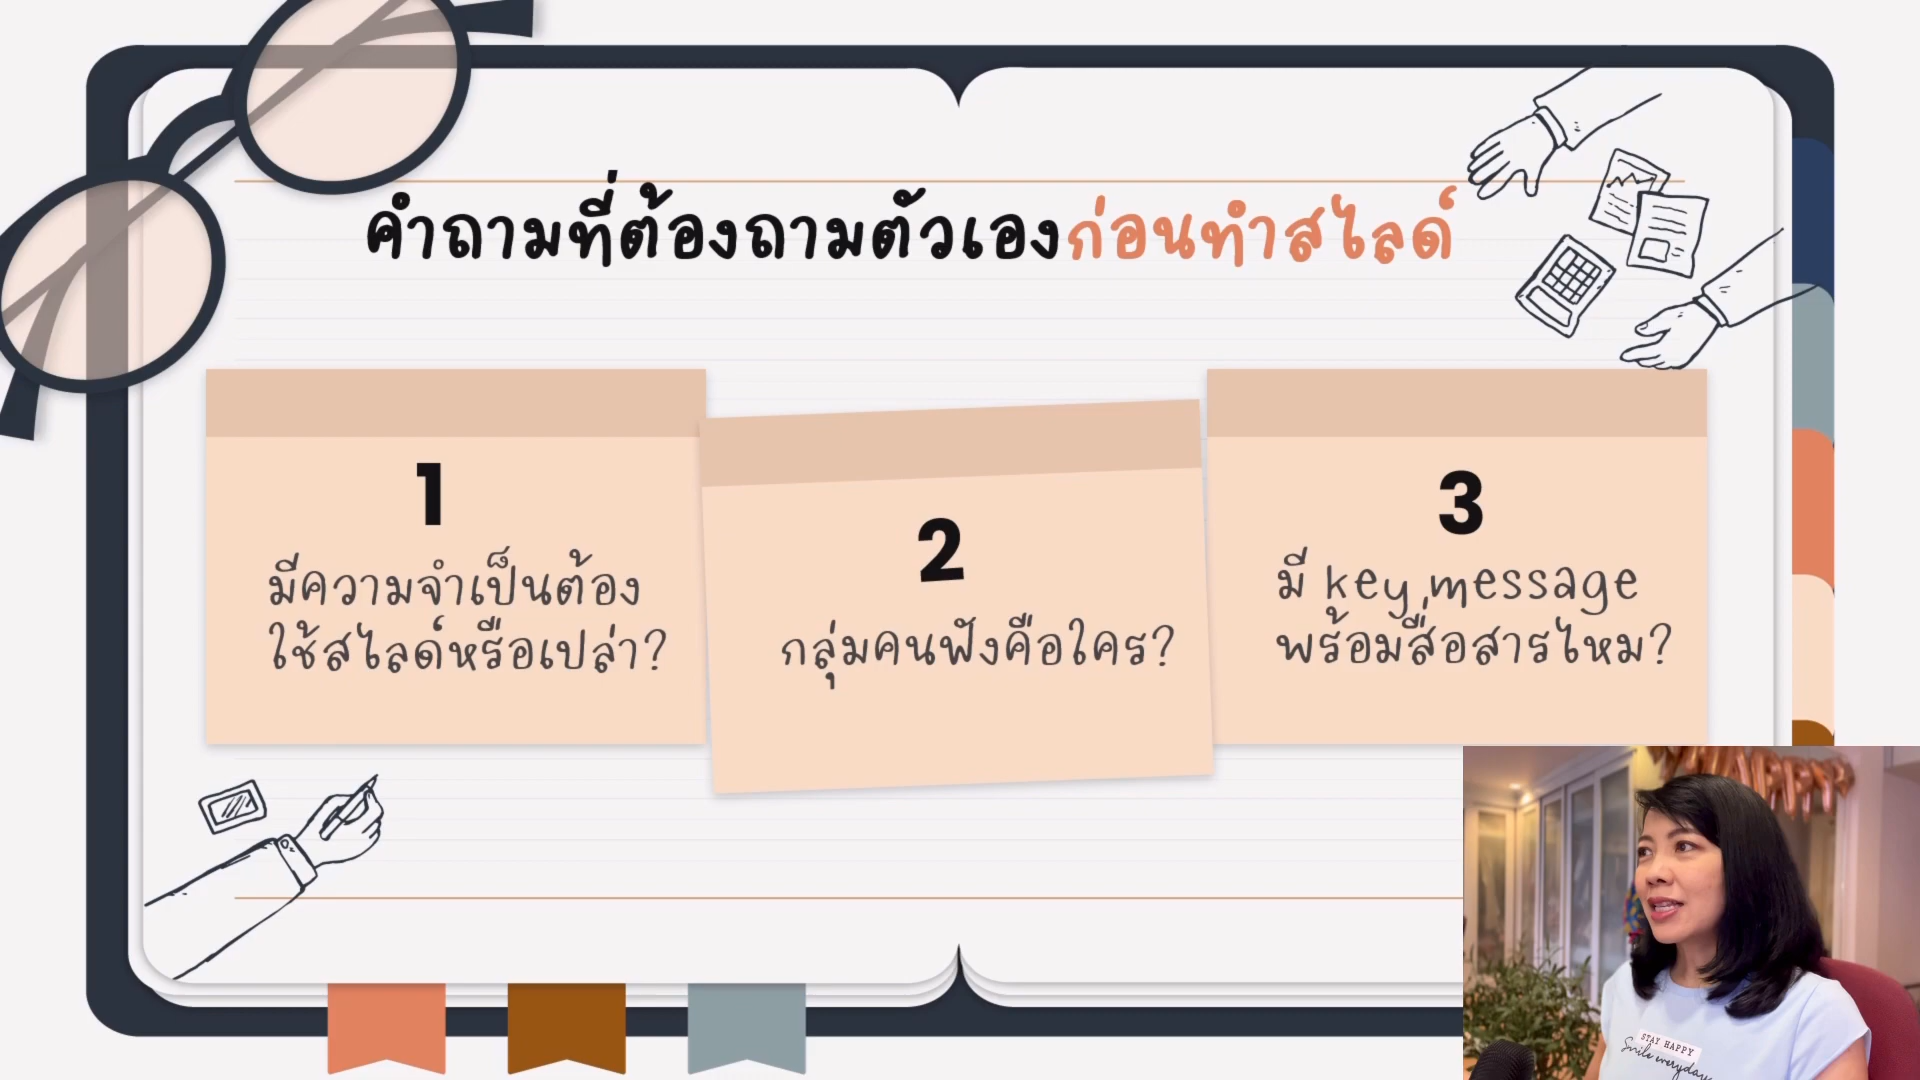 คำถามที่ต้องถามตัวเองก่อนทำสไลด์
1
มีความจำเป็นต้อง
ใช้สไลด์หรือเปล่า?
2
กลุ่มคนฟังคือใคร?
3
มี key message
พร้อมสื่อสารไหม?
STAY HAPPY
Smile everyday